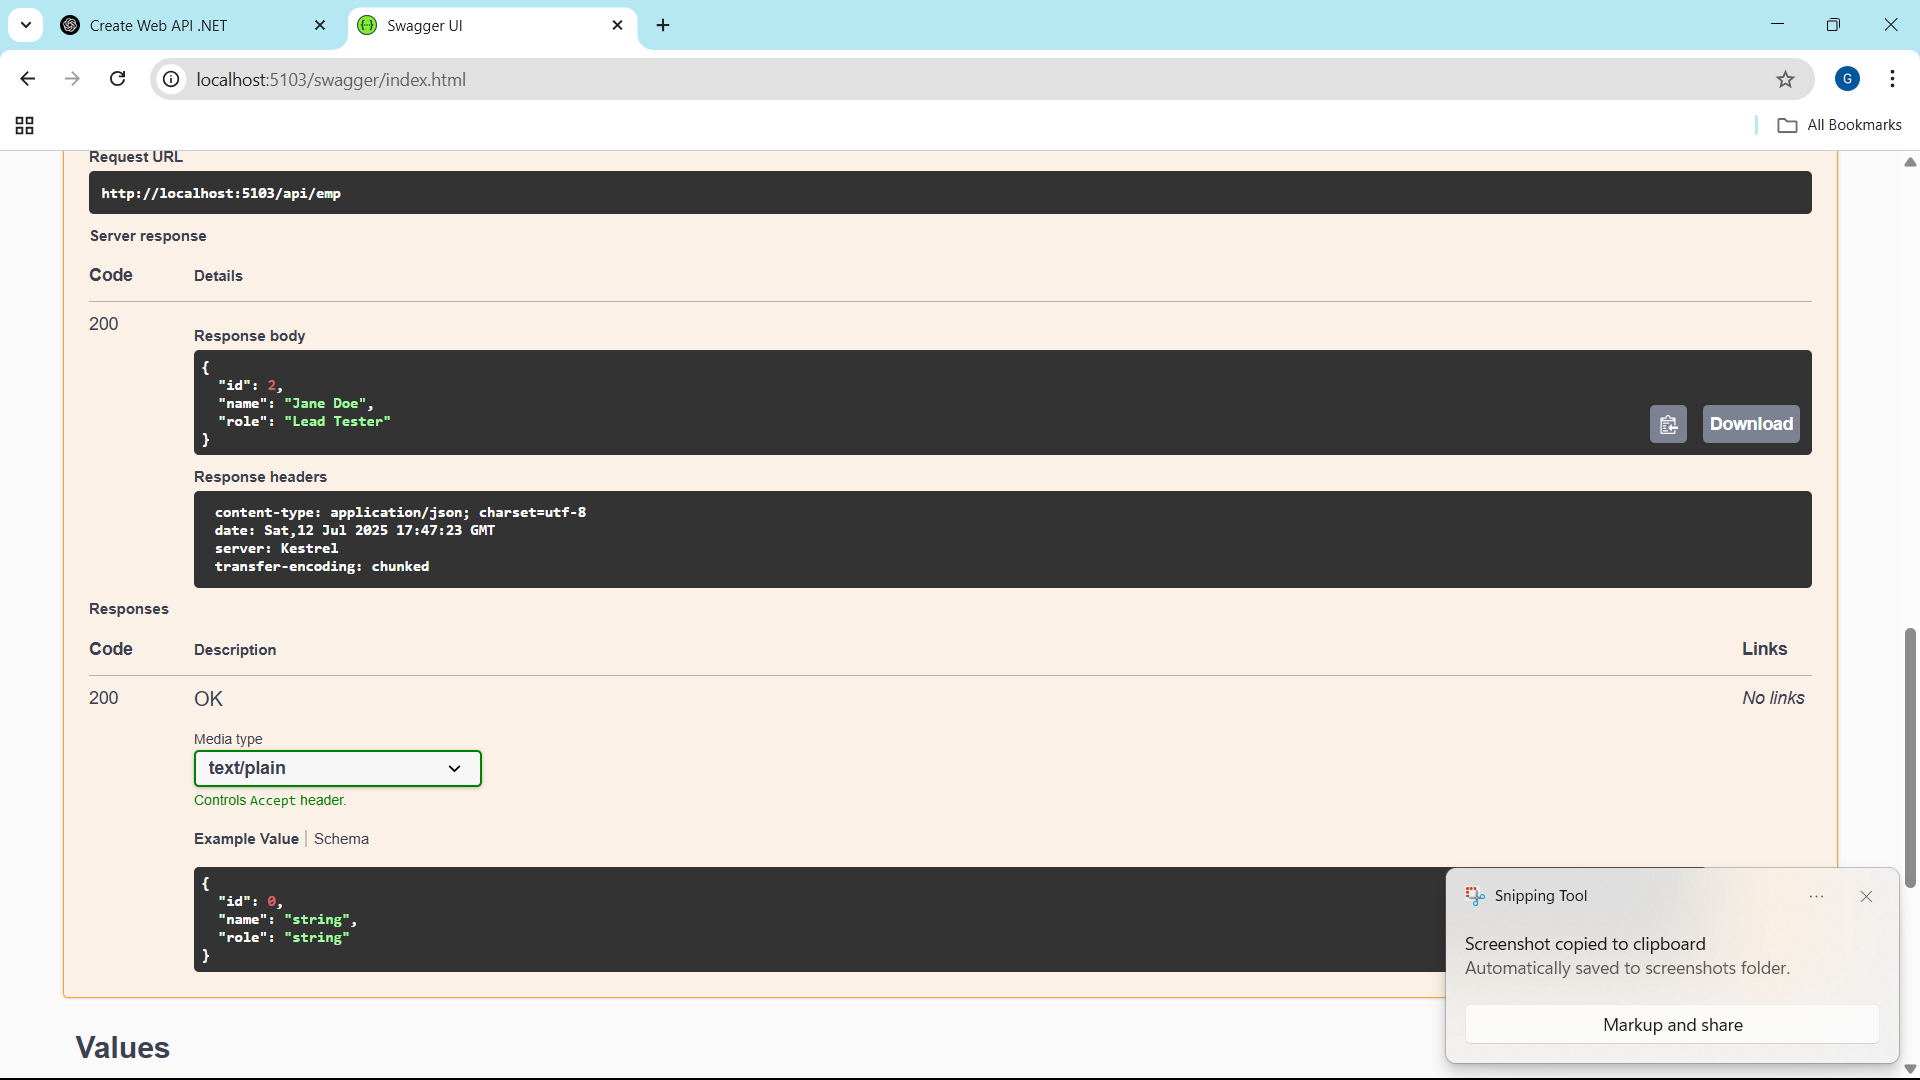 Create Web API .NET
Swagger UI
localhost:5103/swagger/index.html
G
All Bookmarks
Request URL
http://localhost:5103/api/emp
Server response
Code Details
200
Response body
{
"id": 2,
"name": "Jane Doe",
"role": "Lead Tester"
}
Download
Response headers
content-type: application/json; charset=utf-8
date: Sat,12 Jul 2025 17:47:23 GMT
server: Kestrel
transfer-encoding: chunked
Responses
Code Description Links
200 OK No links
Media type
text/plain
Controls Accept header.
Example Value | Schema
{
"id": 0,
"name": "string",
"role": "string"
}
Values
Snipping Tool
Screenshot copied to clipboard
Automatically saved to screenshots folder.
Markup and share